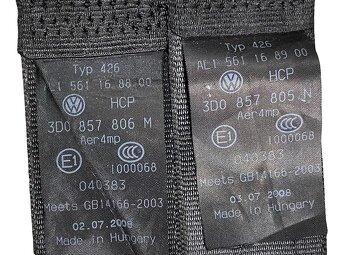 Typ 426
AL1 561 16 88 00
HCP
3D0 857 806 M
Aer4mp
E1
CCC
1000068
040383
Meets GB14166-2003
02.07.2008
Made in Hungary
Typ 426
AL1 561 16 89 00
HCP
3D0 857 805 N
Aer4mp
E1
CCC
1000068
040383
Meets GB14166-2003
03.07.2008
Made in Hungary